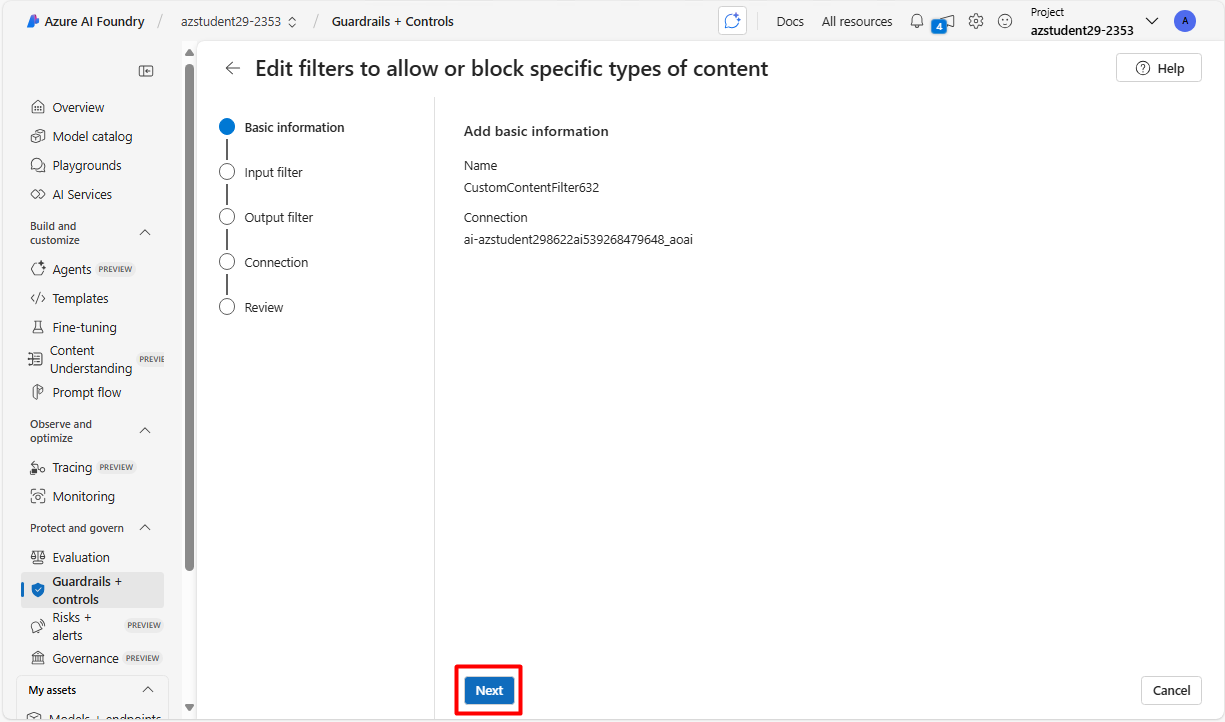 Azure AI Foundry / azstudent29-2353 / Guardrails + Controls
4
Docs All resources
Project
azstudent29-2353
A
Edit filters to allow or block specific types of content
Help
Overview
Model catalog
Playgrounds
AI Services
Build and
customize
Agents PREVIEW
Templates
Fine-tuning
Content
Understanding PREVIE
Prompt flow
Observe and
optimize
Tracing PREVIEW
Monitoring
Protect and govern
Evaluation
Guardrails +
controls
Risks +
alerts PREVIEW
Governance PREVIEW
My assets
Models + endpoints
Basic information
Input filter
Output filter
Connection
Review
Add basic information
Name
CustomContentFilter632
Connection
ai-azstudent298622ai539268479648_aoai
Next
Cancel